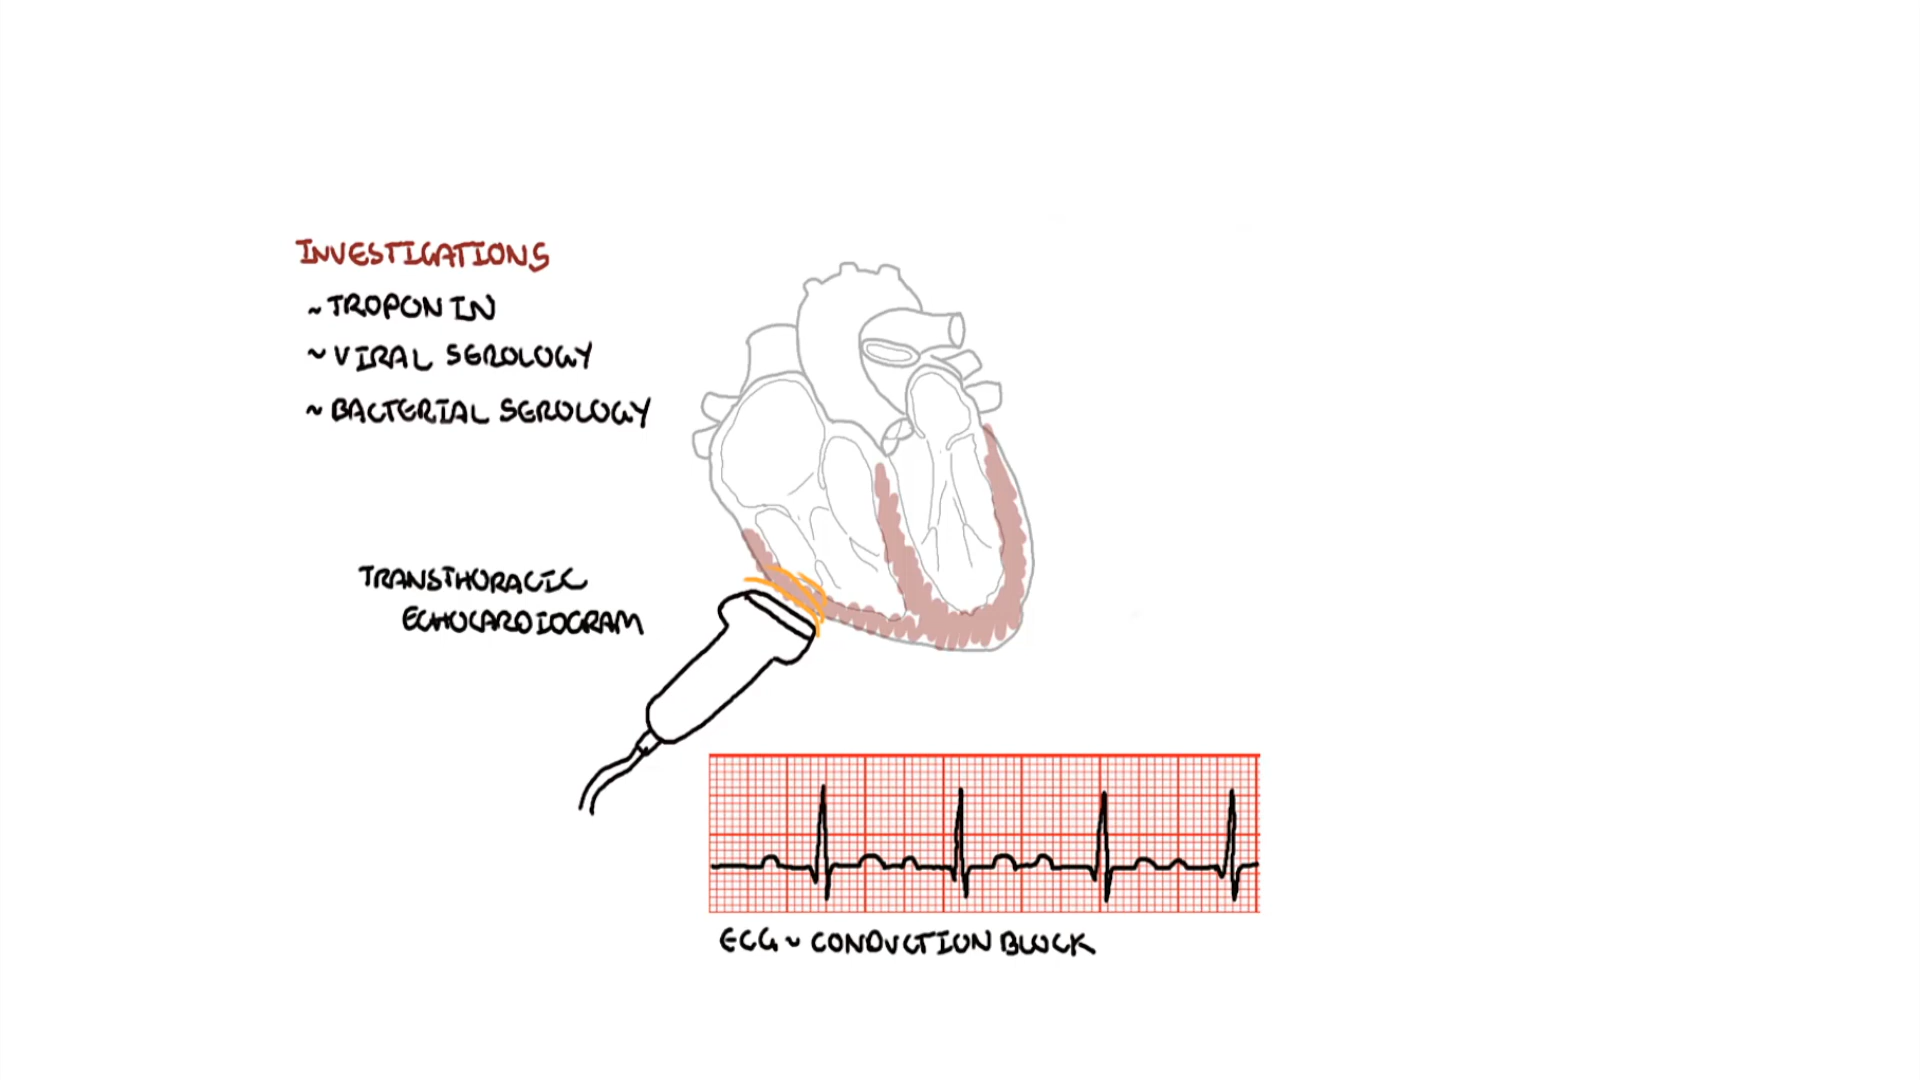 INVESTIGATIONS
~ TROPONIN
~ VIRAL SEROLOGY
~ BACTERIAL SEROLOGY
TRANSTHORACIC
ECHOCARDIOGRAM
ECG ~ CONDUCTION BLOCK